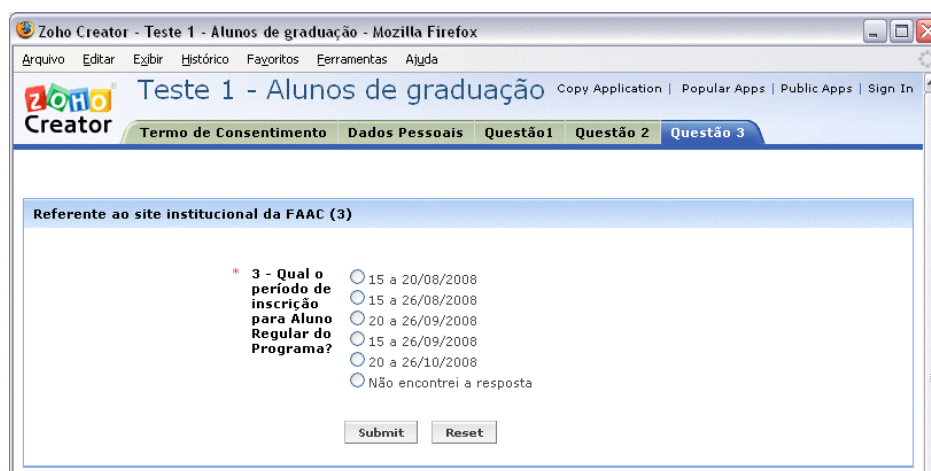 Zoho Creator - Teste 1 - Alunos de graduação - Mozilla Firefox
Arquivo Editar Exibir Histórico Favoritos Ferramentas Ajuda
ZOHO Creator
Teste 1 - Alunos de graduação
Copy Application | Popular Apps | Public Apps | Sign In
Termo de Consentimento Dados Pessoais Questão1 Questão 2 Questão 3
Referente ao site institucional da FAAC (3)
* 3 - Qual o
período de
inscrição
para Aluno
Regular do
Programa?
15 a 20/08/2008
15 a 26/08/2008
20 a 26/09/2008
15 a 26/09/2008
20 a 26/10/2008
Não encontrei a resposta
Submit Reset